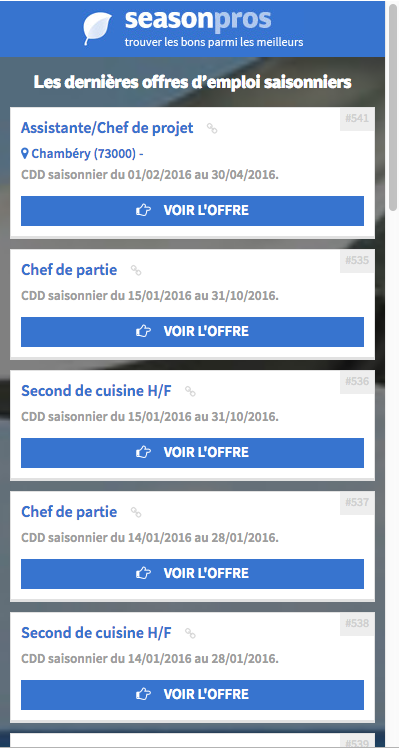 seasonpros
trouver les bons parmi les meilleurs
Les dernières offres d'emploi saisonniers
#541
Assistante/Chef de projet
Chambéry (73000) -
CDD saisonnier du 01/02/2016 au 30/04/2016.
VOIR L'OFFRE
#535
Chef de partie
CDD saisonnier du 15/01/2016 au 31/10/2016.
VOIR L'OFFRE
#536
Second de cuisine H/F
CDD saisonnier du 15/01/2016 au 31/10/2016.
VOIR L'OFFRE
#537
Chef de partie
CDD saisonnier du 14/01/2016 au 28/01/2016.
VOIR L'OFFRE
#538
Second de cuisine H/F
CDD saisonnier du 14/01/2016 au 28/01/2016.
VOIR L'OFFRE
#539